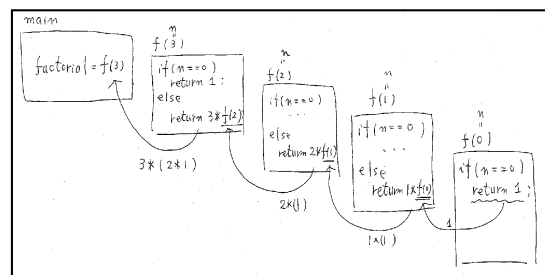 main
factorial = f(3)
n
"
f(3)
if(n==0)
return 1;
else
return 3*f(2)
3*(2*1)
n
"
f(2)
if(n==0)
...
else
return 2*f(1)
2*(1)
n
"
f(1)
if(n==0)
...
else
return 1*f(0)
1*(1)
n
"
f(0)
if(n==0)
return 1;
1